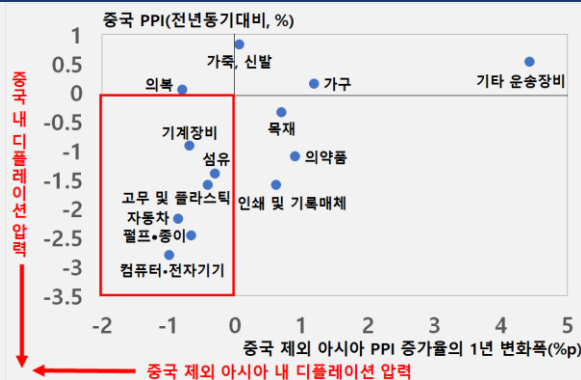 중국 PPI(전년동기대비, %)
1
0.5
0
-0.5
-1
-1.5
-2
-2.5
-3
-3.5
중국 내 디플레이션 압력
가죽, 신발
기타 운송장비
의복
가구
목재
기계장비
섬유
의약품
고무 및 플라스틱
인쇄 및 기록매체
자동차
펄프•종이
컴퓨터•전자기기
-2 -1 0 1 2 3 4 5
중국 제외 아시아 PPI 증가율의 1년 변화폭(%p)
중국 제외 아시아 내 디플레이션 압력